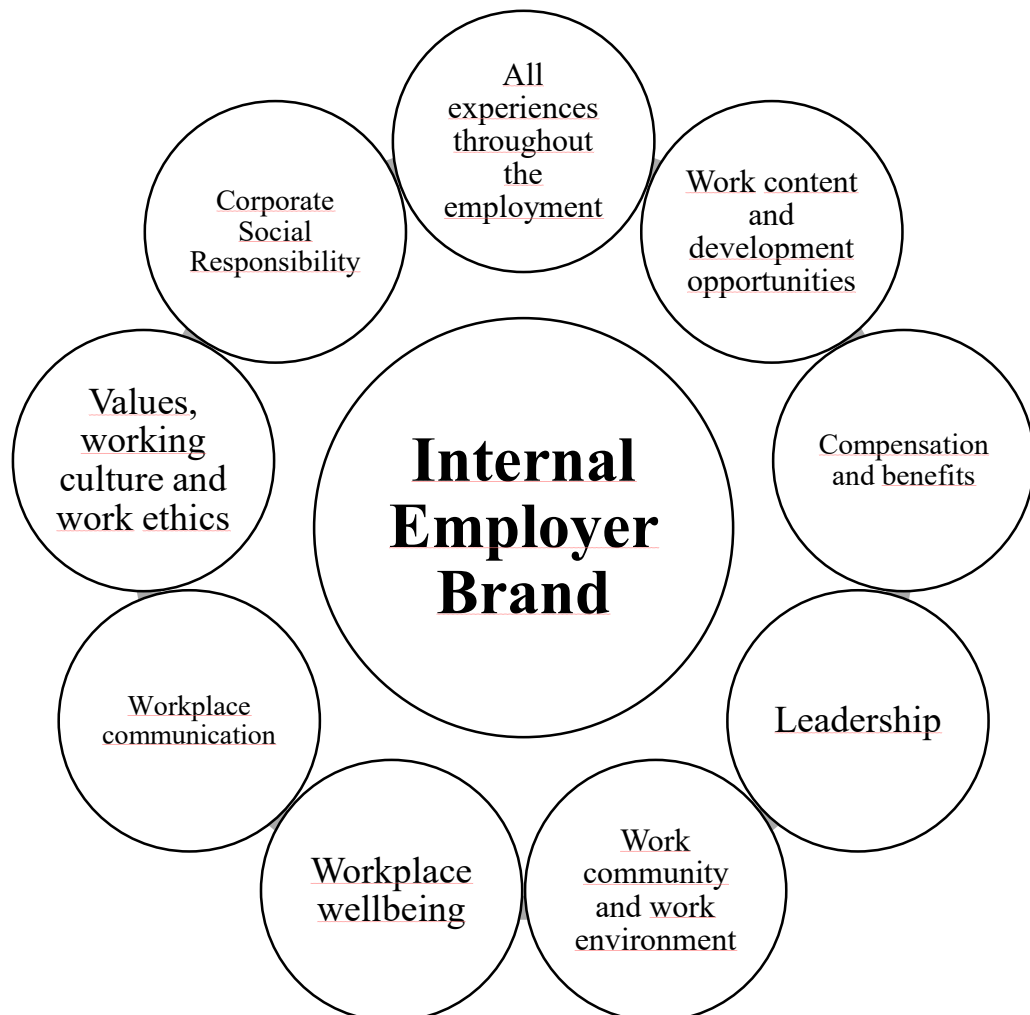 All
experiences
throughout
the
employment
Work content
and
development
opportunities
Compensation
and benefits
Leadership
Work
community
and work
environment
Workplace
wellbeing
Workplace
communication
Values,
working
culture and
work ethics
Corporate
Social
Responsibility
Internal
Employer
Brand